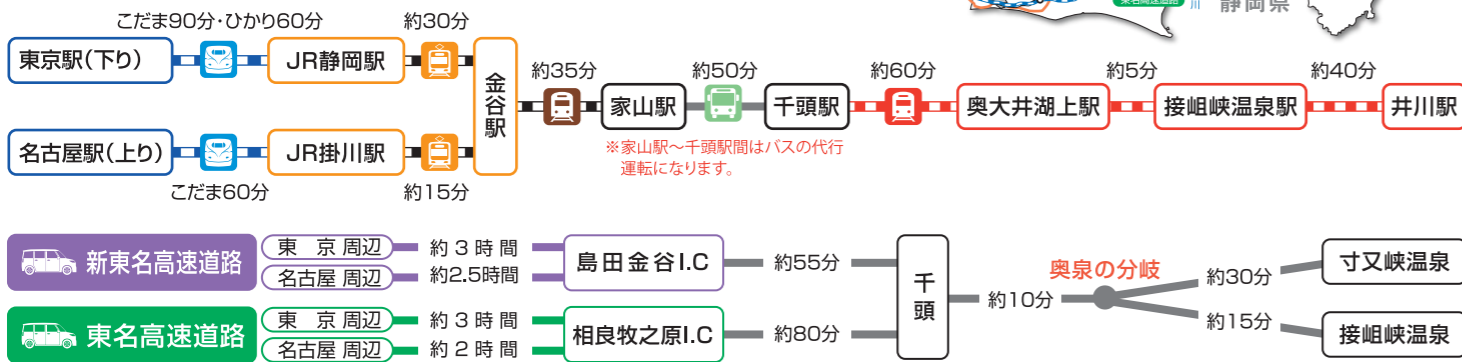 東名高速道路
川
静岡県
こだま90分・ひかり60分
約30分
東京駅(下り)
JR静岡駅
金谷駅
約35分
約50分
約60分
約5分
約40分
家山駅
千頭駅
奥大井湖上駅
接岨峡温泉駅
井川駅
※家山駅〜千頭駅間はバスの代行
運転になります。
名古屋駅(上り)
JR掛川駅
こだま60分
約15分
新東名高速道路
東 京 周辺
約3時間
名古屋 周辺
約2.5時間
島田金谷I.C
約55分
東名高速道路
東 京 周辺
約3時間
名古屋 周辺
約2時間
相良牧之原I.C
約80分
千頭
約10分
奥泉の分岐
約30分
寸又峡温泉
約15分
接岨峡温泉